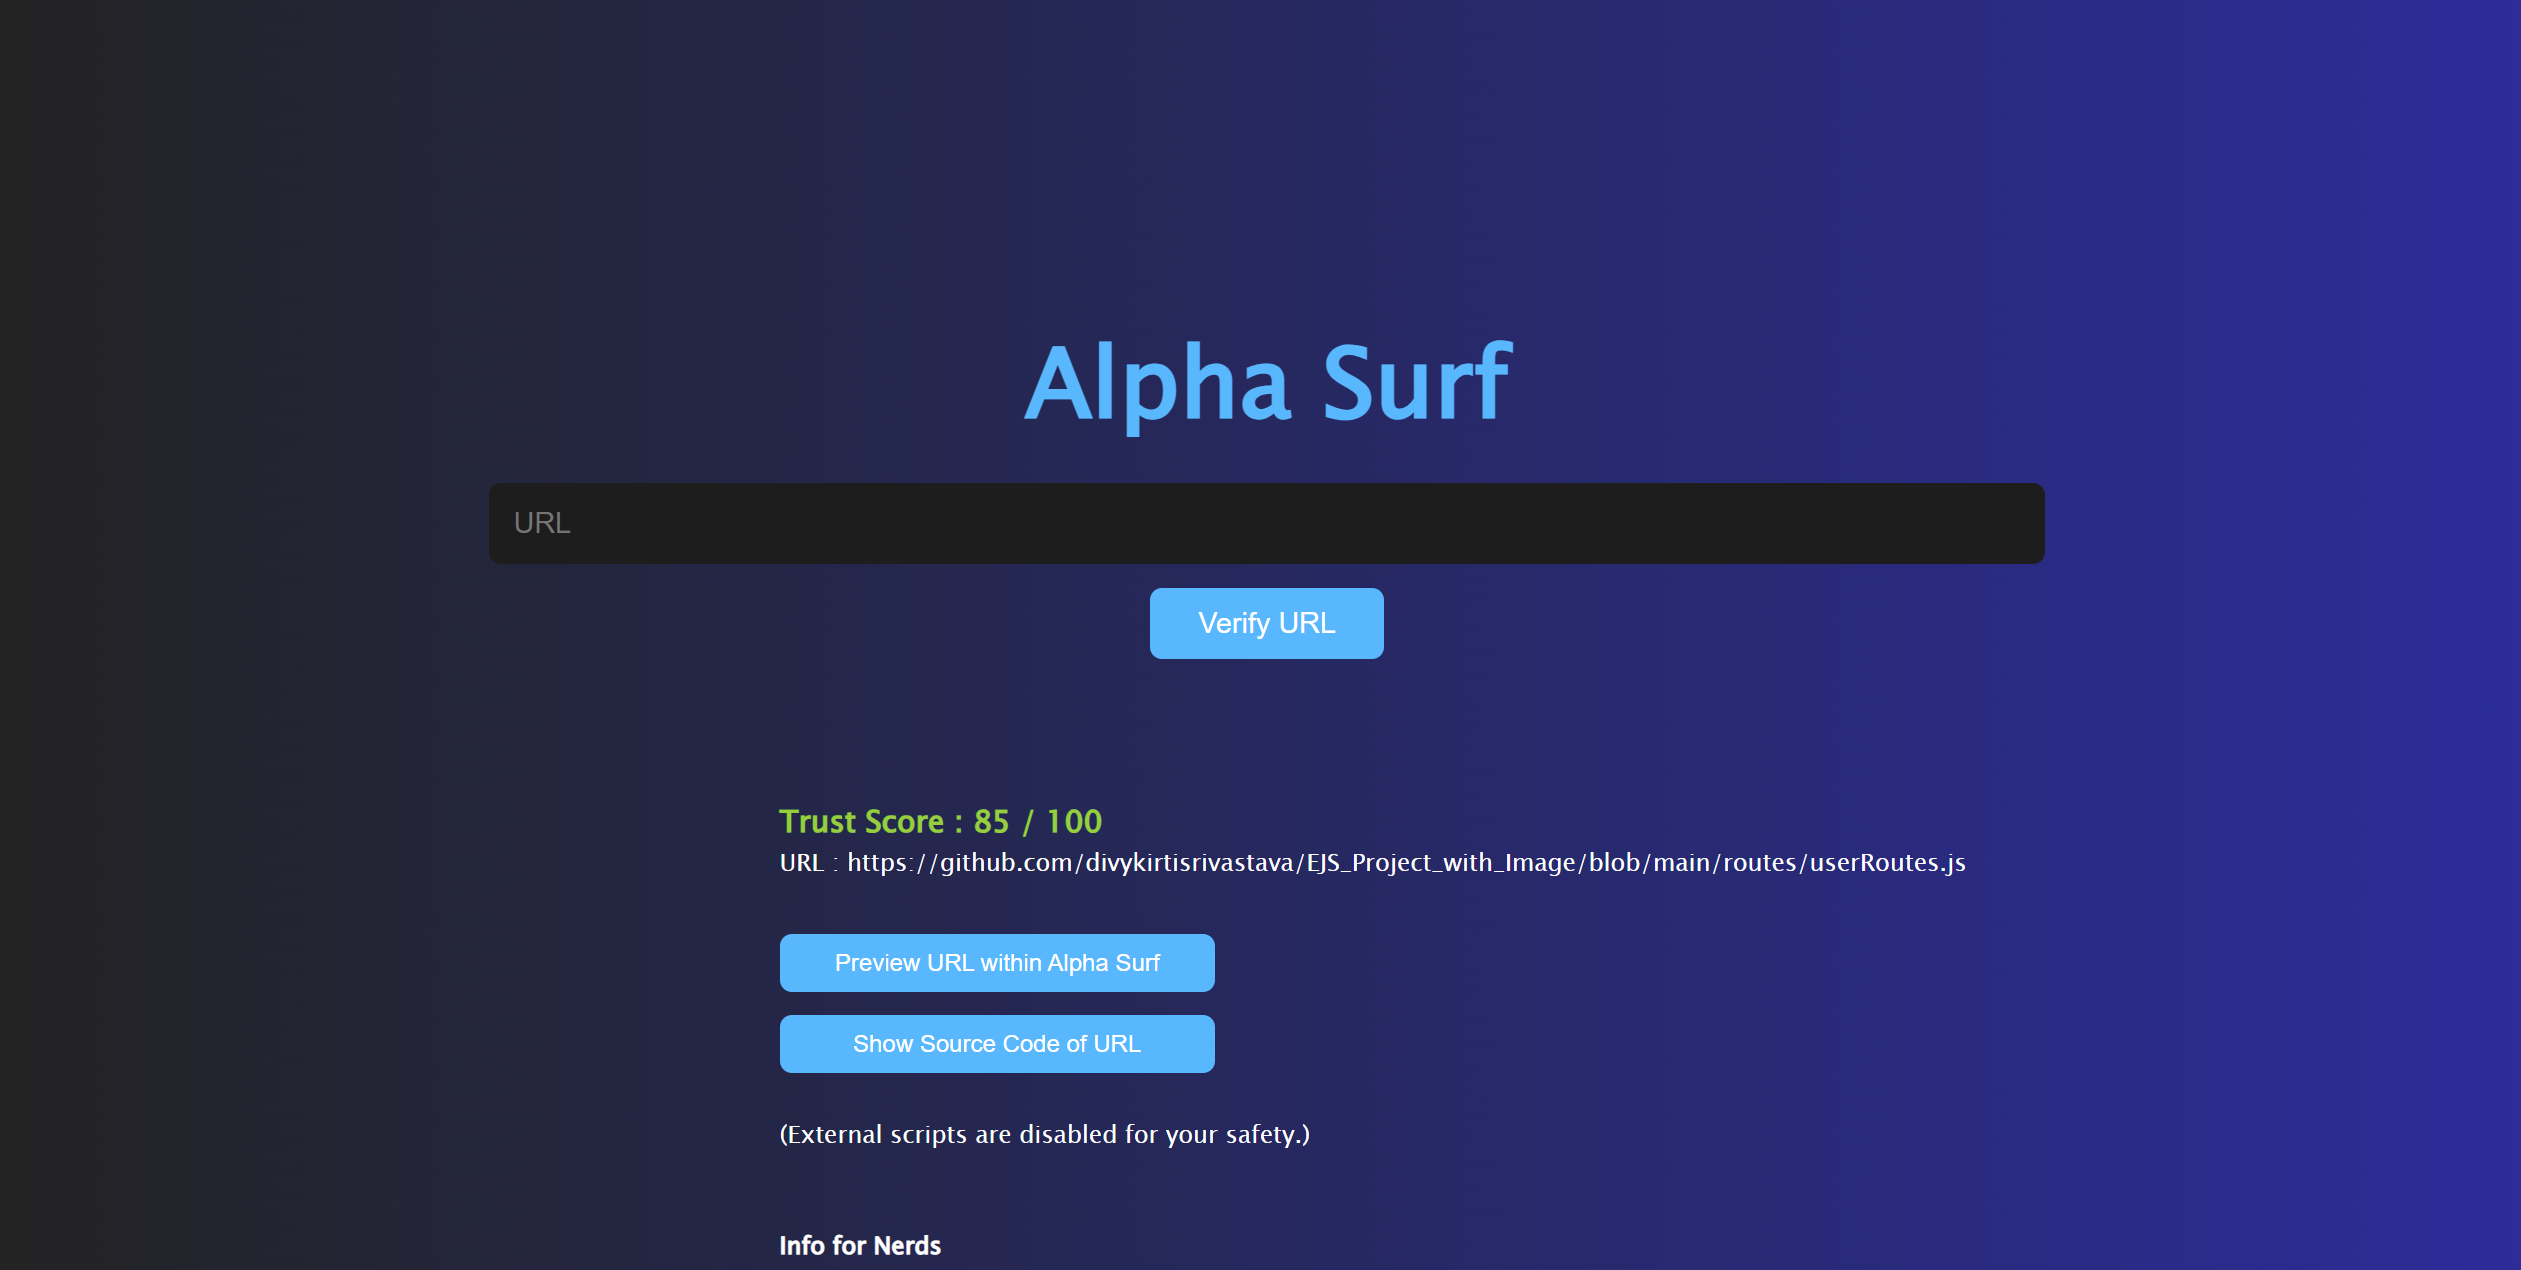 Alpha Surf
URL
Verify URL
Trust Score : 85 / 100
URL : https://github.com/divykirtisrivastava/EJS_Project_with_Image/blob/main/routes/userRoutes.js
Preview URL within Alpha Surf
Show Source Code of URL
(External scripts are disabled for your safety.)
Info for Nerds